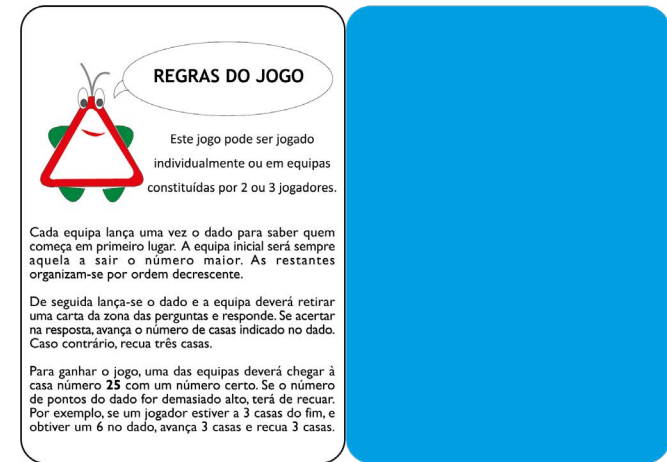 REGRAS DO JOGO
Este jogo pode ser jogado
individualmente ou em equipas
constituídas por 2 ou 3 jogadores.
Cada equipa lança uma vez o dado para saber quem
começa em primeiro lugar. A equipa inicial será sempre
aquela a sair o número maior. As restantes
organizam-se por ordem decrescente.
De seguida lança-se o dado e a equipa deverá retirar
uma carta da zona das perguntas e responde. Se acertar
na resposta, avança o número de casas indicado no dado.
Caso contrário, recua três casas.
Para ganhar o jogo, uma das equipas deverá chegar à
casa número 25 com um número certo. Se o número
de pontos do dado for demasiado alto, terá de recuar.
Por exemplo, se um jogador estiver a 3 casas do fim, e
obtiver um 6 no dado, avança 3 casas e recua 3 casas.